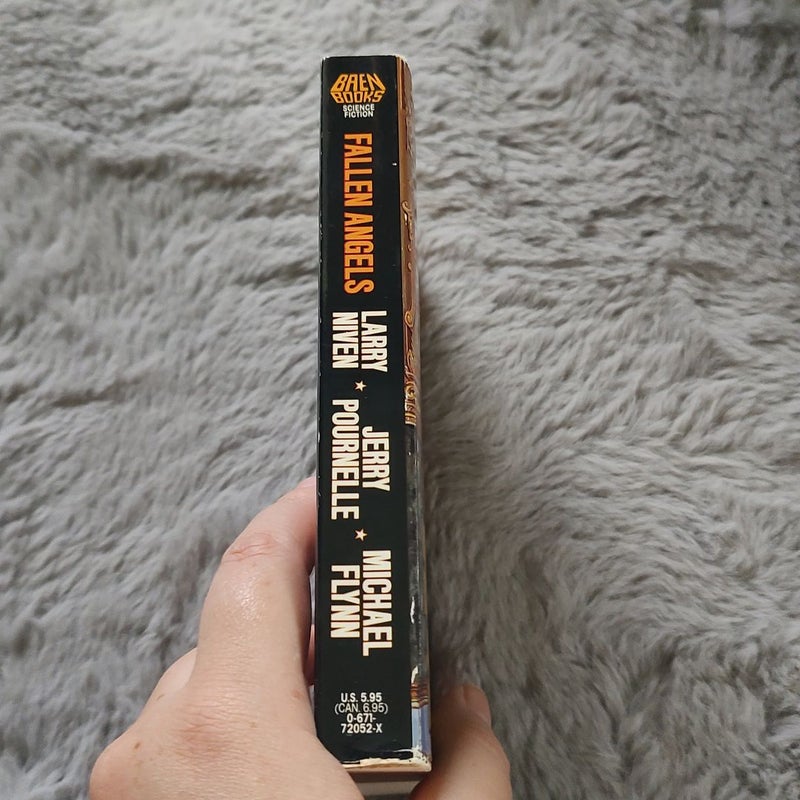 BAEN
BOOKS
SCIENCE
FICTION
FALLEN ANGELS
LARRY
NIVEN
★
JERRY
POURNELLE
★
MICHAEL
FLYNN
U.S. 5.95
(CAN. 6.95)
0-671-
72052-X